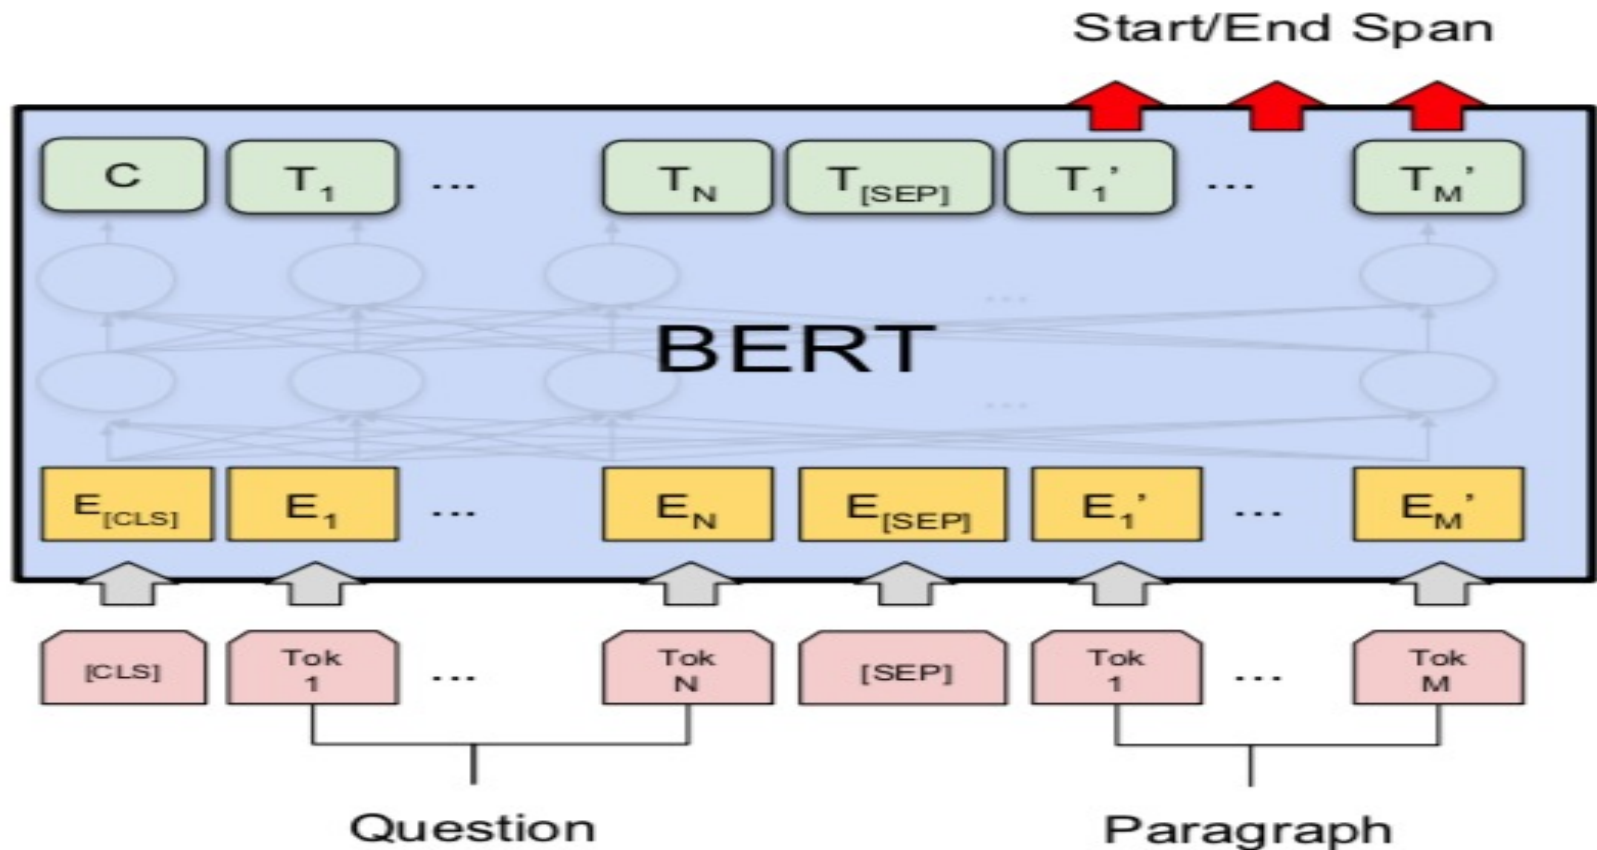 Start/End Span
C T1 ... TN T[SEP] T1’ ... TM’
...
BERT
...
E[CLS] E1 ... EN E[SEP] E1’ ... EM’
[CLS] Tok 1 ... Tok N [SEP] Tok 1 ... Tok M
Question Paragraph